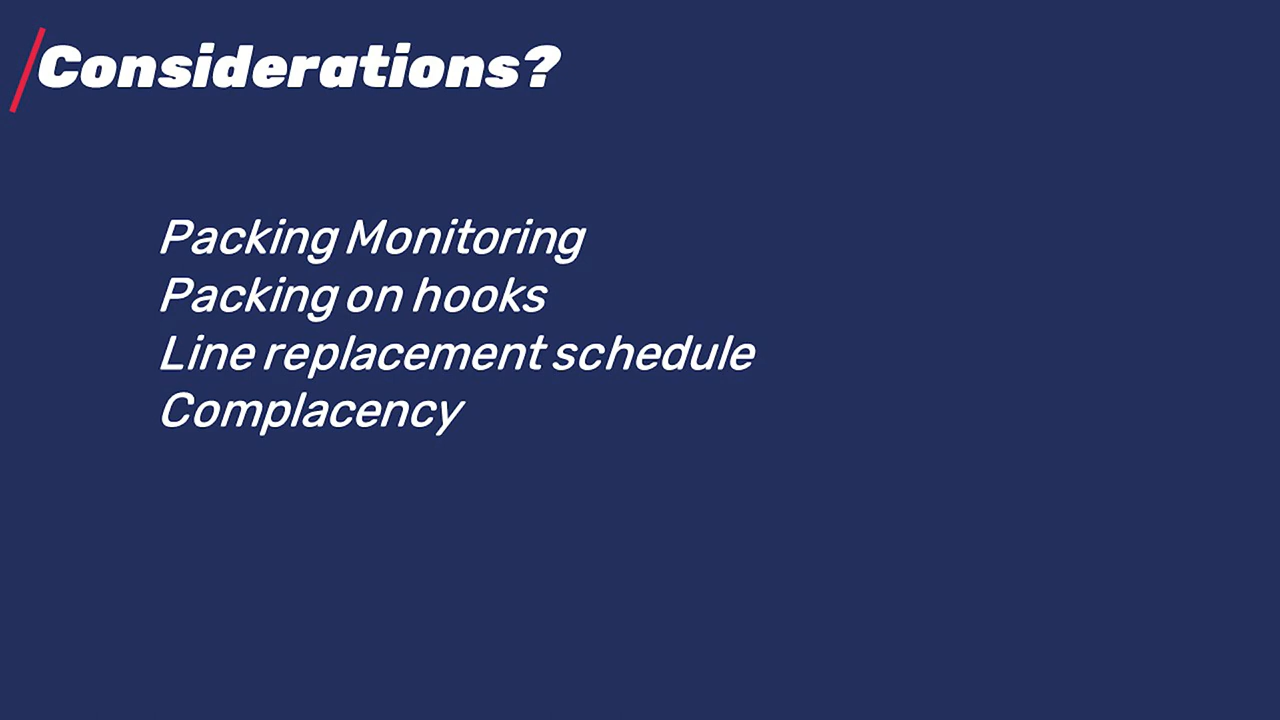 Considerations?
Packing Monitoring
Packing on hooks
Line replacement schedule
Complacency